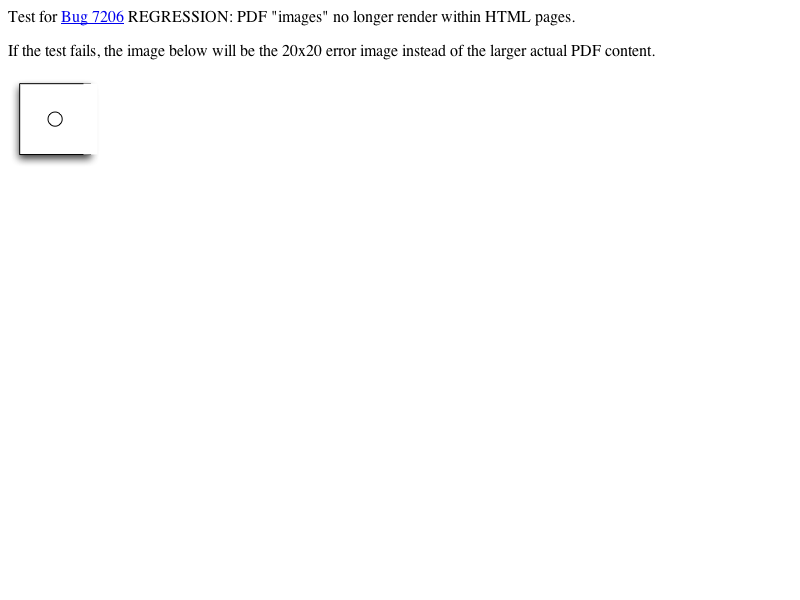 Test for Bug 7206 REGRESSION: PDF "images" no longer render within HTML pages.
If the test fails, the image below will be the 20x20 error image instead of the larger actual PDF content.